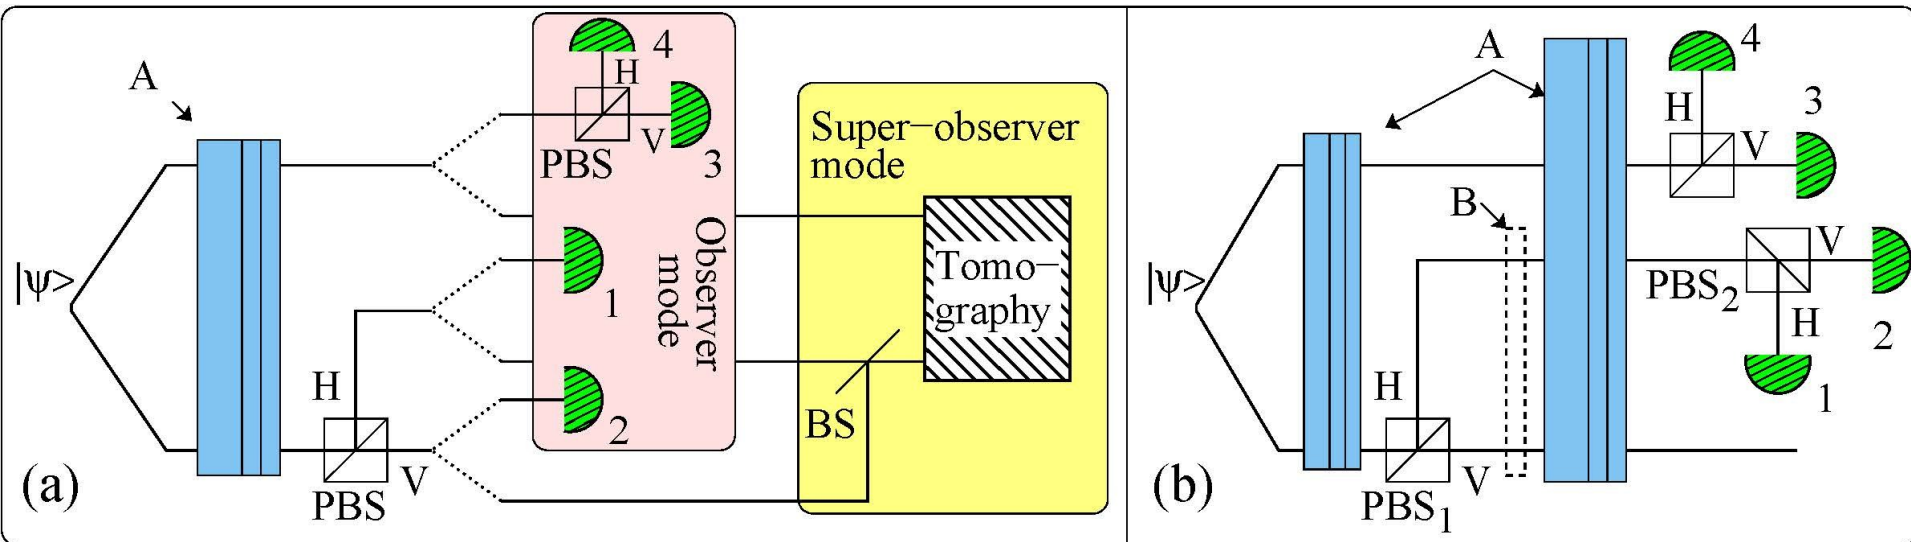 A
|ψ>
H
PBS
V
(a)
4
H
PBS
V
3
1
2
Observer
mode
Super−observer
mode
Tomo−
graphy
BS
A
|ψ>
B
H
PBS1
V
(b)
4
H
V
3
PBS2
V
H
2
1